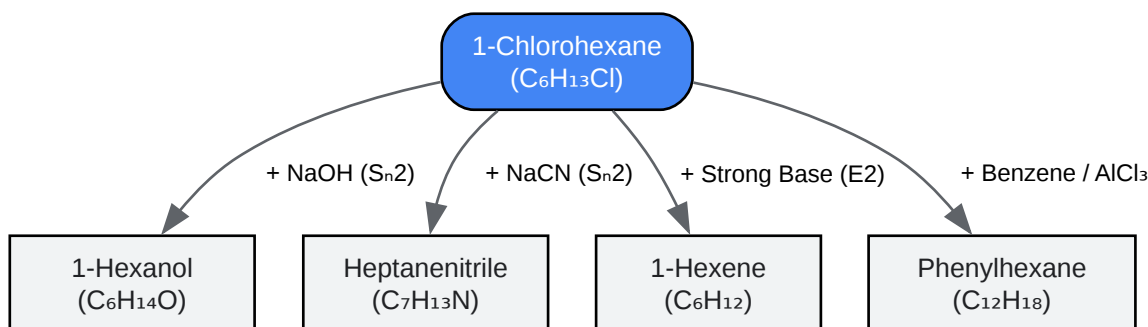 1-Chlorohexane
(C₆H₁₃Cl)
+ NaOH (Sₙ2)
+ NaCN (Sₙ2)
+ Strong Base (E2)
+ Benzene / AlCl₃
1-Hexanol
(C₆H₁₄O)
Heptanenitrile
(C₇H₁₃N)
1-Hexene
(C₆H₁₂)
Phenylhexane
(C₁₂H₁₈)